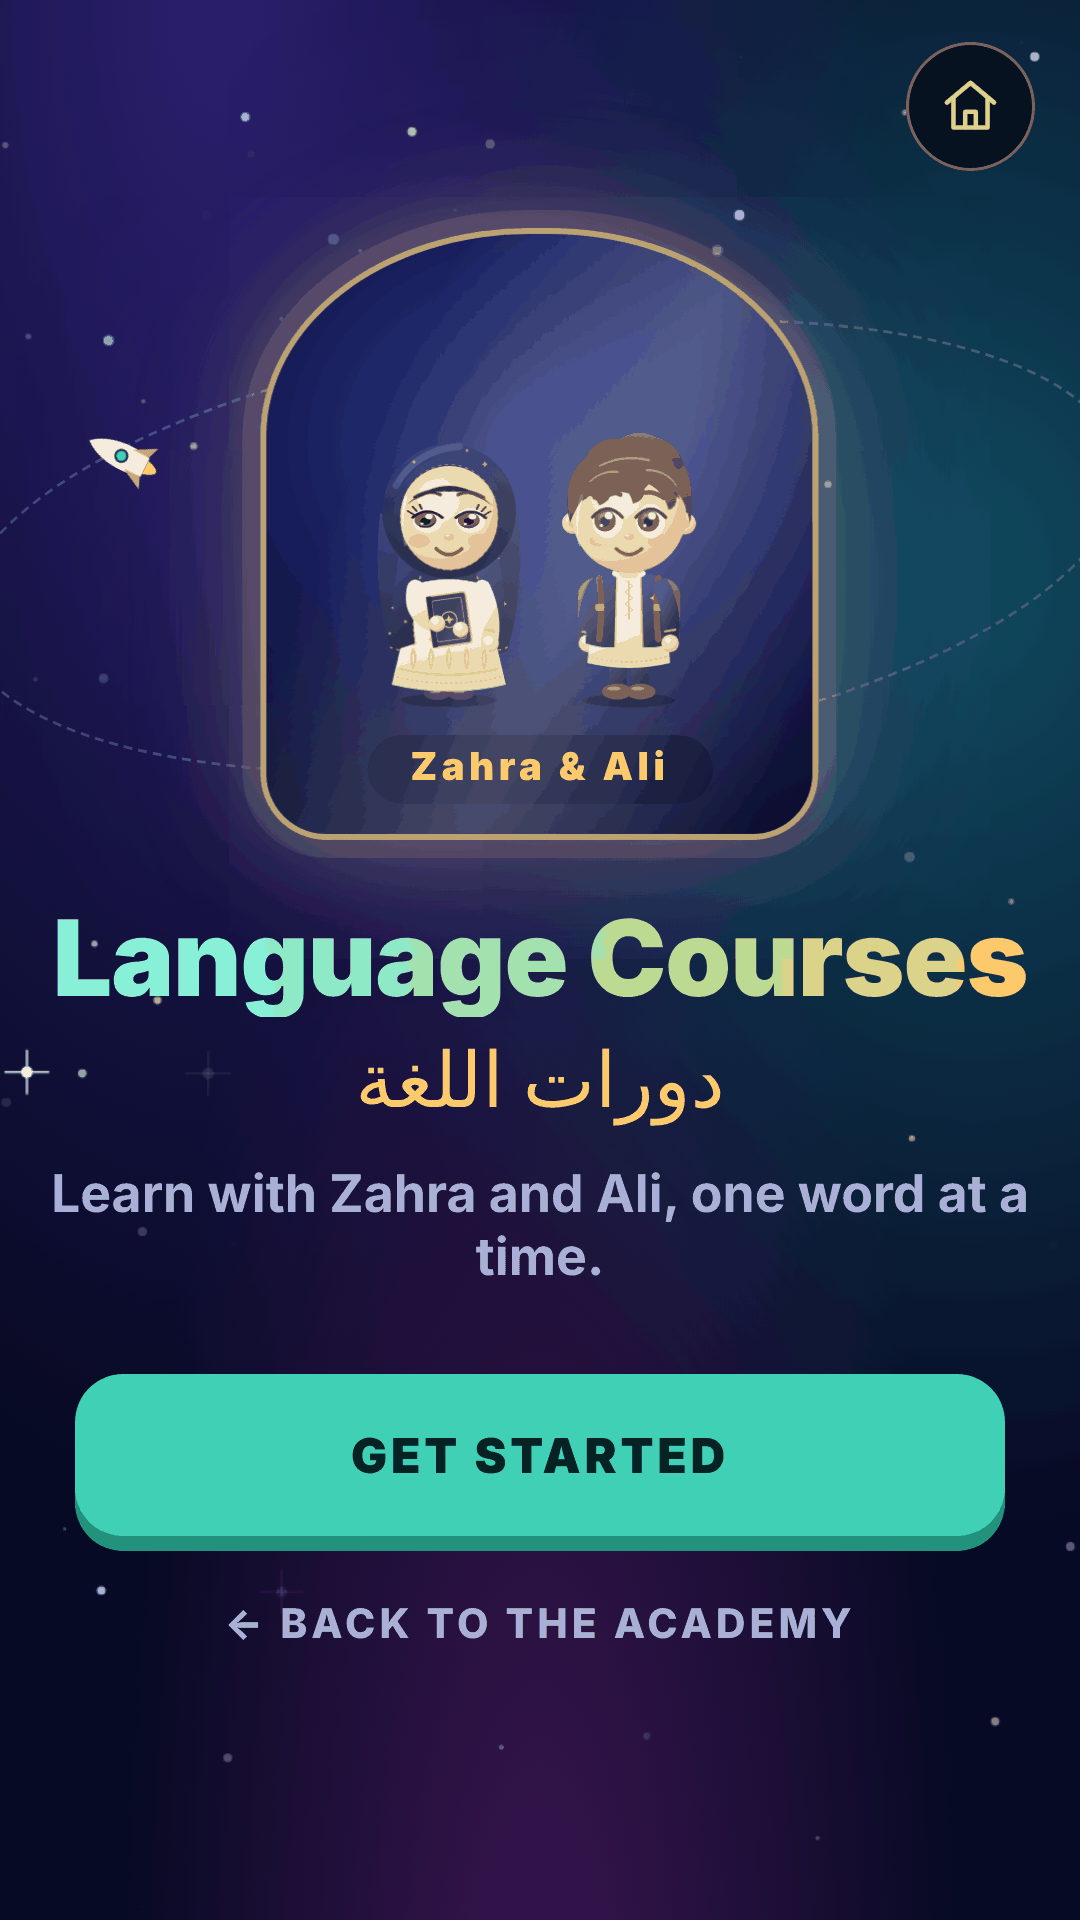 Zahra & Ali
Language Courses
دورات اللغة
Learn with Zahra and Ali, one word at a
time.
GET STARTED
← BACK TO THE ACADEMY